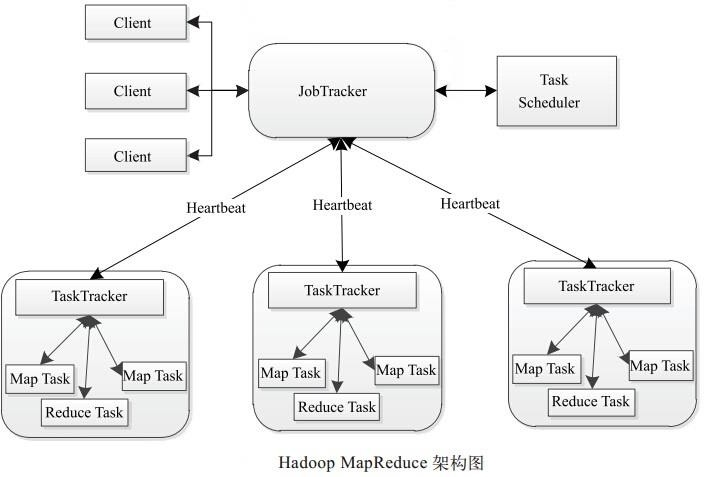 Client
Client
Client
JobTracker
Task
Scheduler
Heartbeat
Heartbeat
Heartbeat
TaskTracker
Map Task
Map Task
Reduce Task
TaskTracker
Map Task
Map Task
Reduce Task
TaskTracker
Map Task
Map Task
Reduce Task
Hadoop MapReduce 架构图